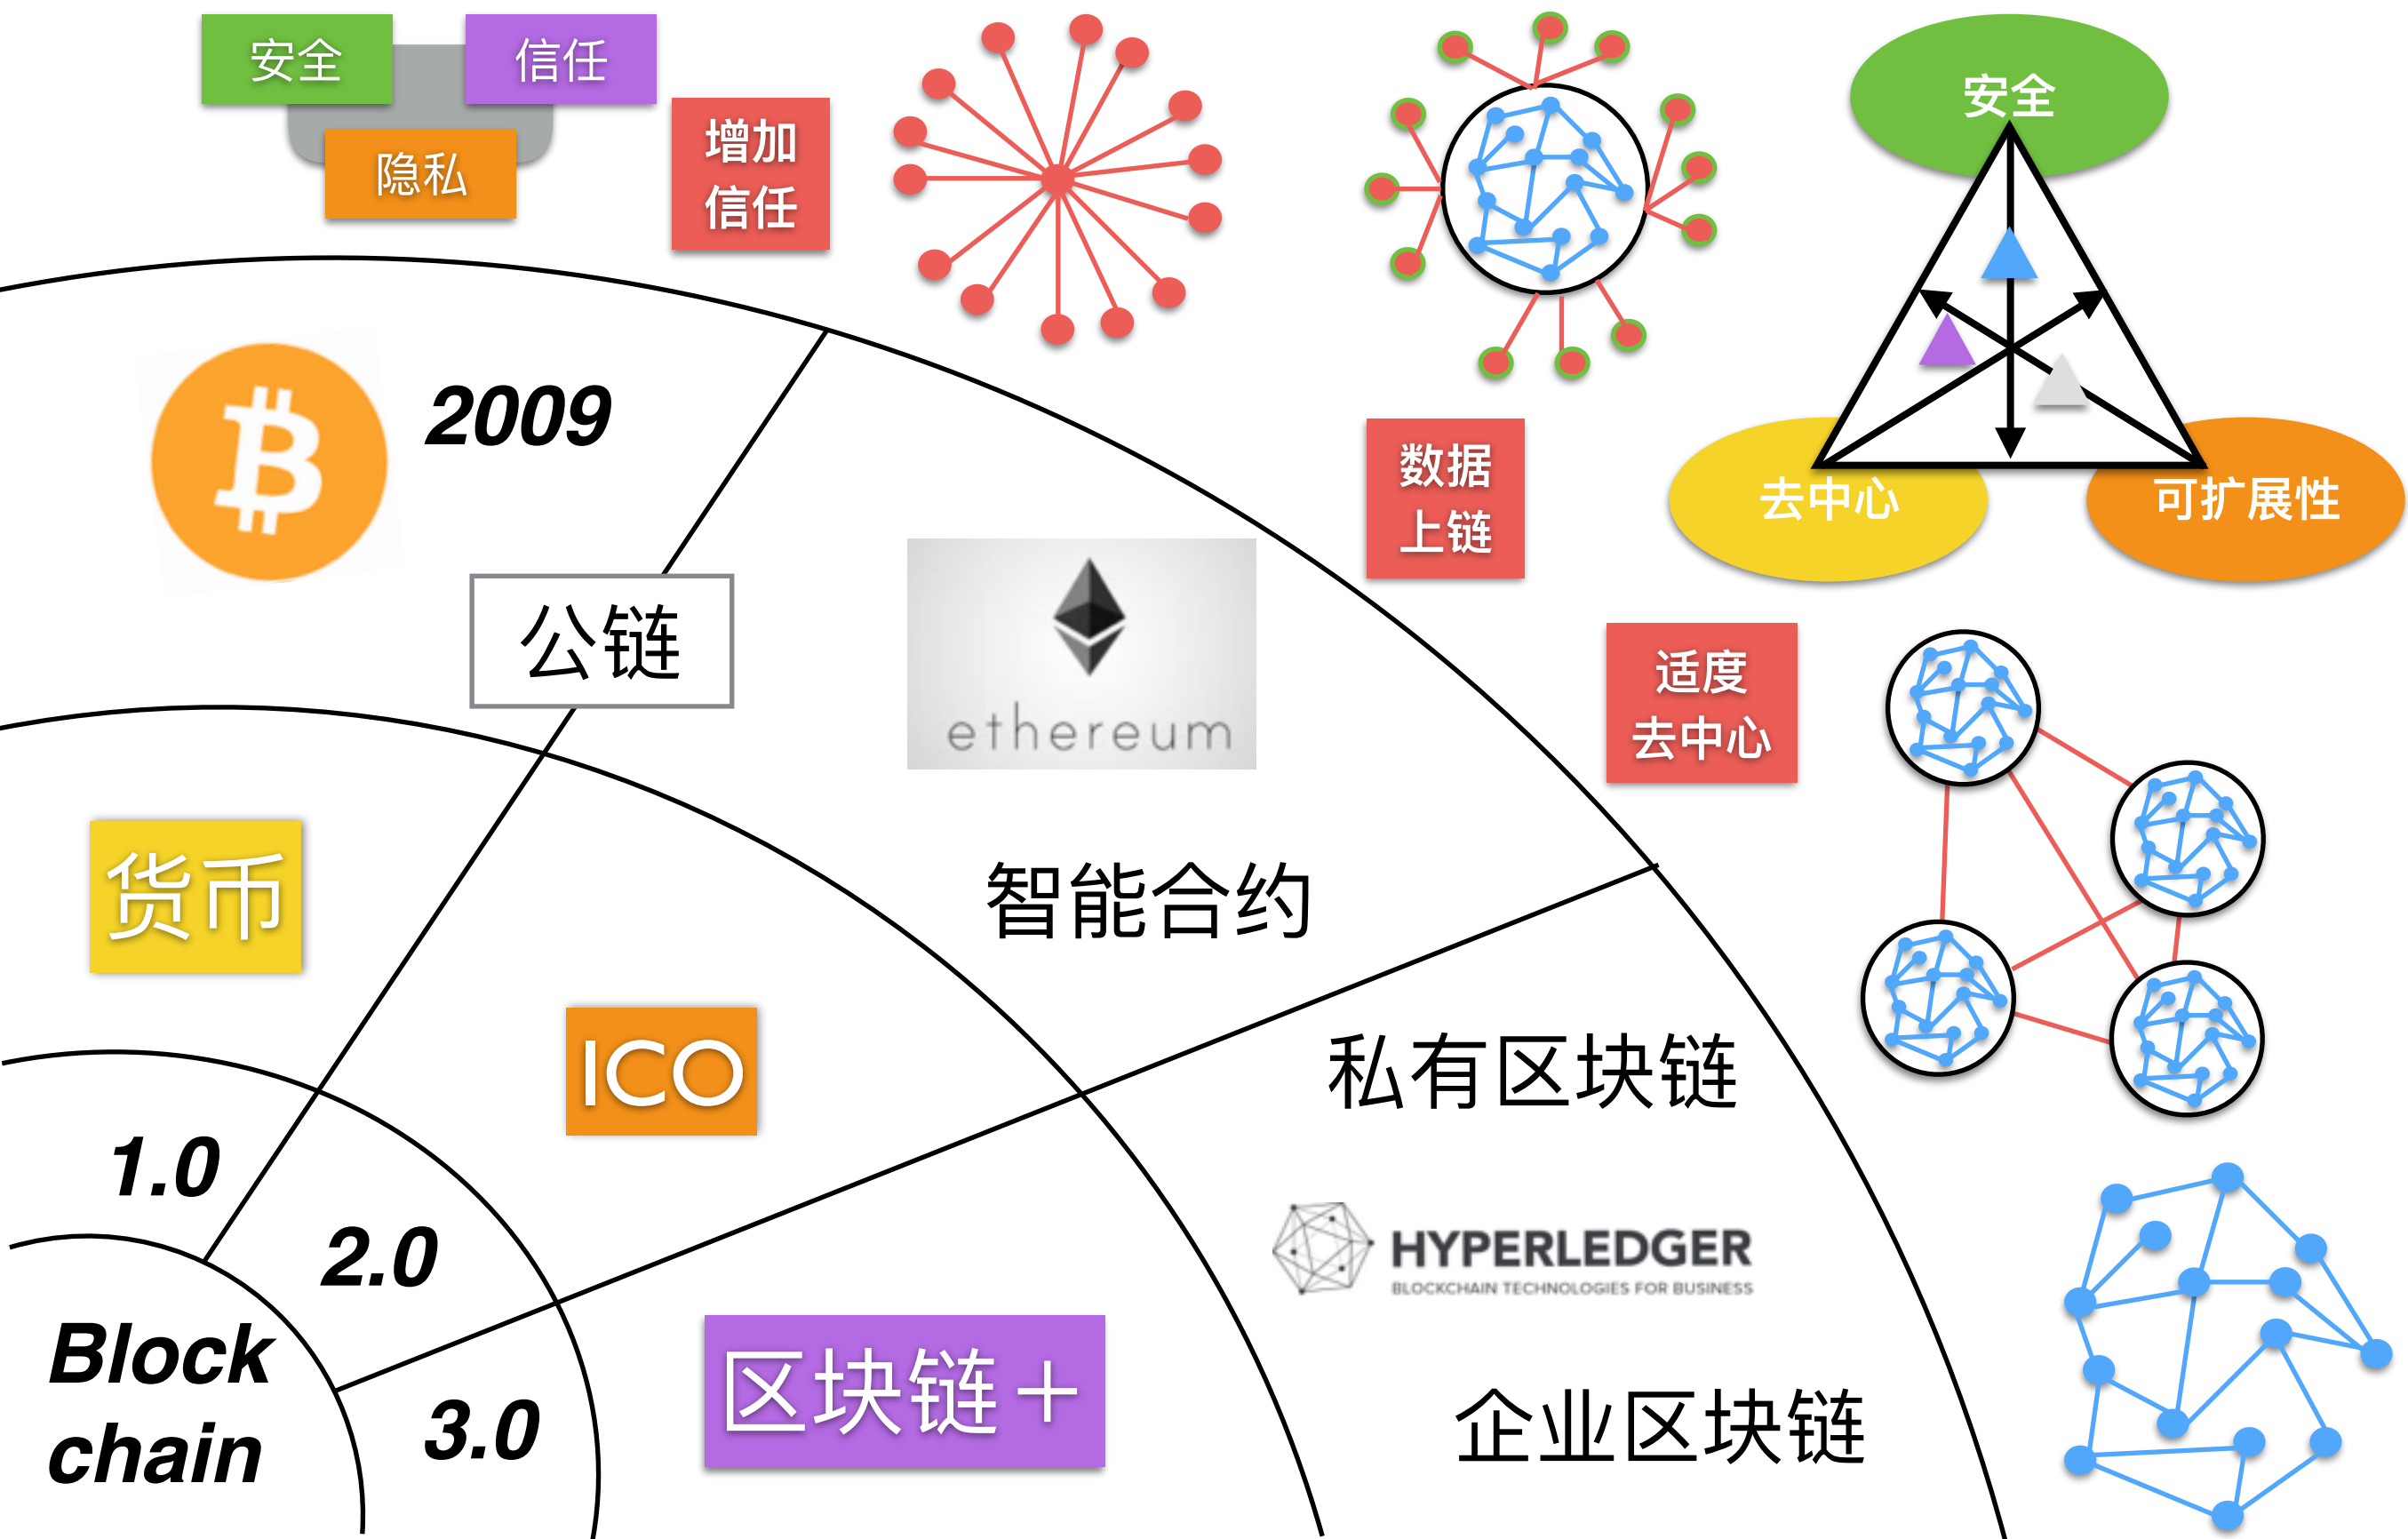 安全
信任
隐私
增加
信任
安全
去中心
可扩展性
2009
数据
上链
公链
ethereum
适度
去中心
货币
智能合约
ICO
私有区块链
1.0
2.0
HYPERLEDGER
BLOCKCHAIN TECHNOLOGIES FOR BUSINESS
Block
chain
3.0
区块链+
企业区块链